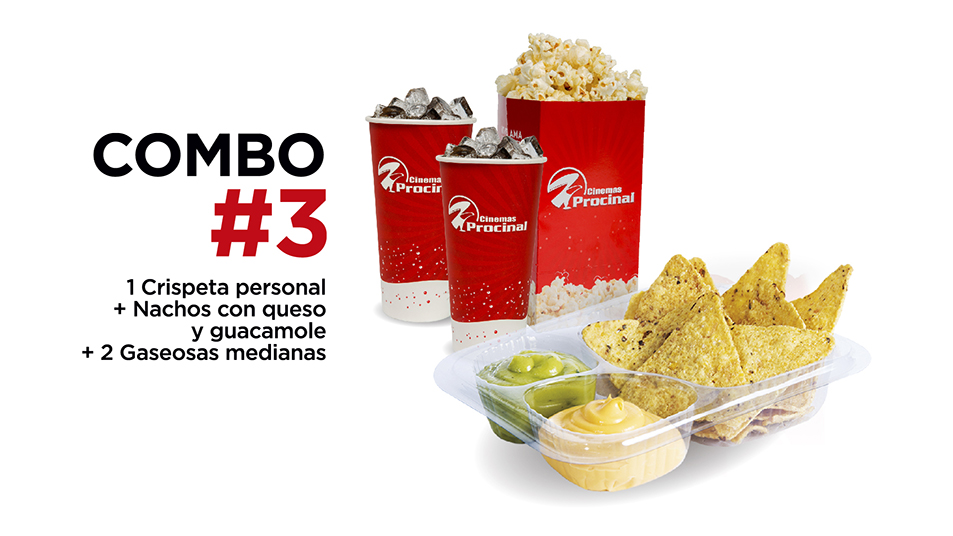 COMBO
#3
1 Crispeta personal
+ Nachos con queso
y guacamole
+ 2 Gaseosas medianas
Cinemas
Procinal
Cinemas
Procinal
Cinemas
Procinal